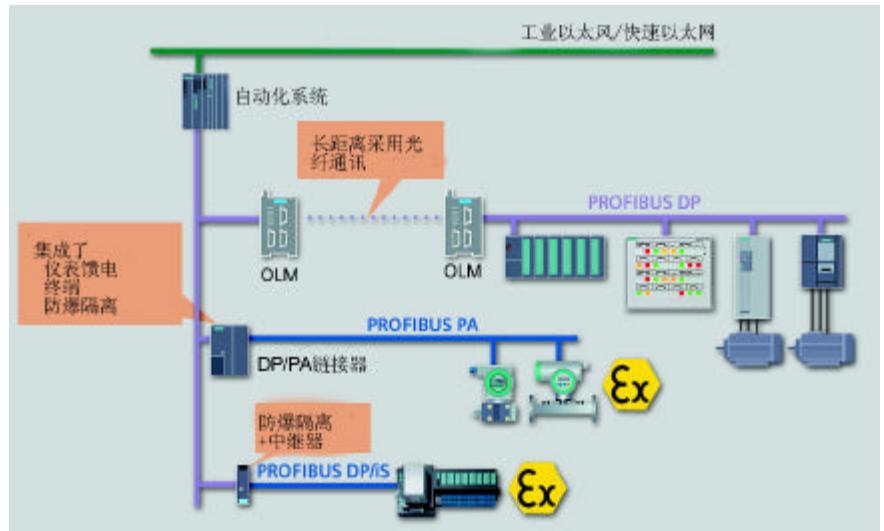 工业以太风/快速以太网
自动化系统
长距离采用光
纤通讯
PROFIBUS DP
OLM
OLM
集成了
仪表馈电
终端
防爆隔离
PROFIBUS PA
DP/PA链接器
Ex
防爆隔离
+中继器
PROFIBUS DP/iS
Ex